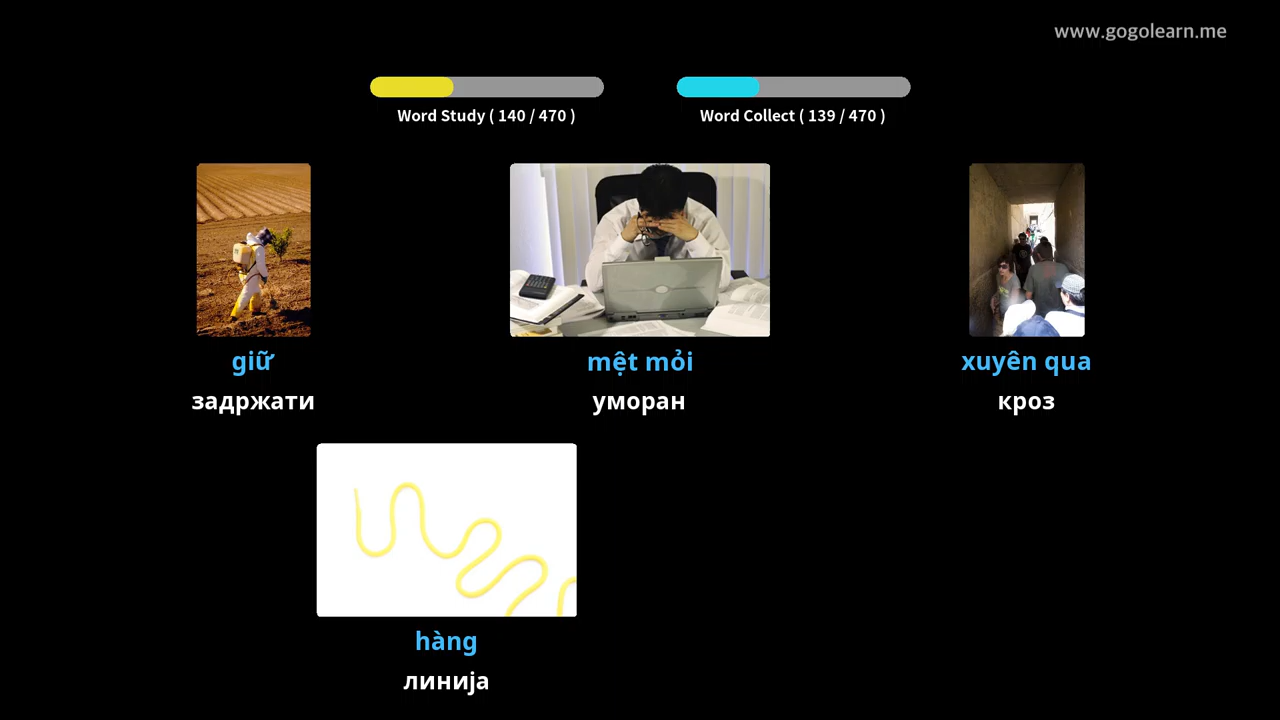 www.gogolearn.me
Word Study ( 140 / 470 )
Word Collect ( 139 / 470 )
giữ
mệt mỏi
xuyên qua
задржати
уморан
кроз
hàng
линија